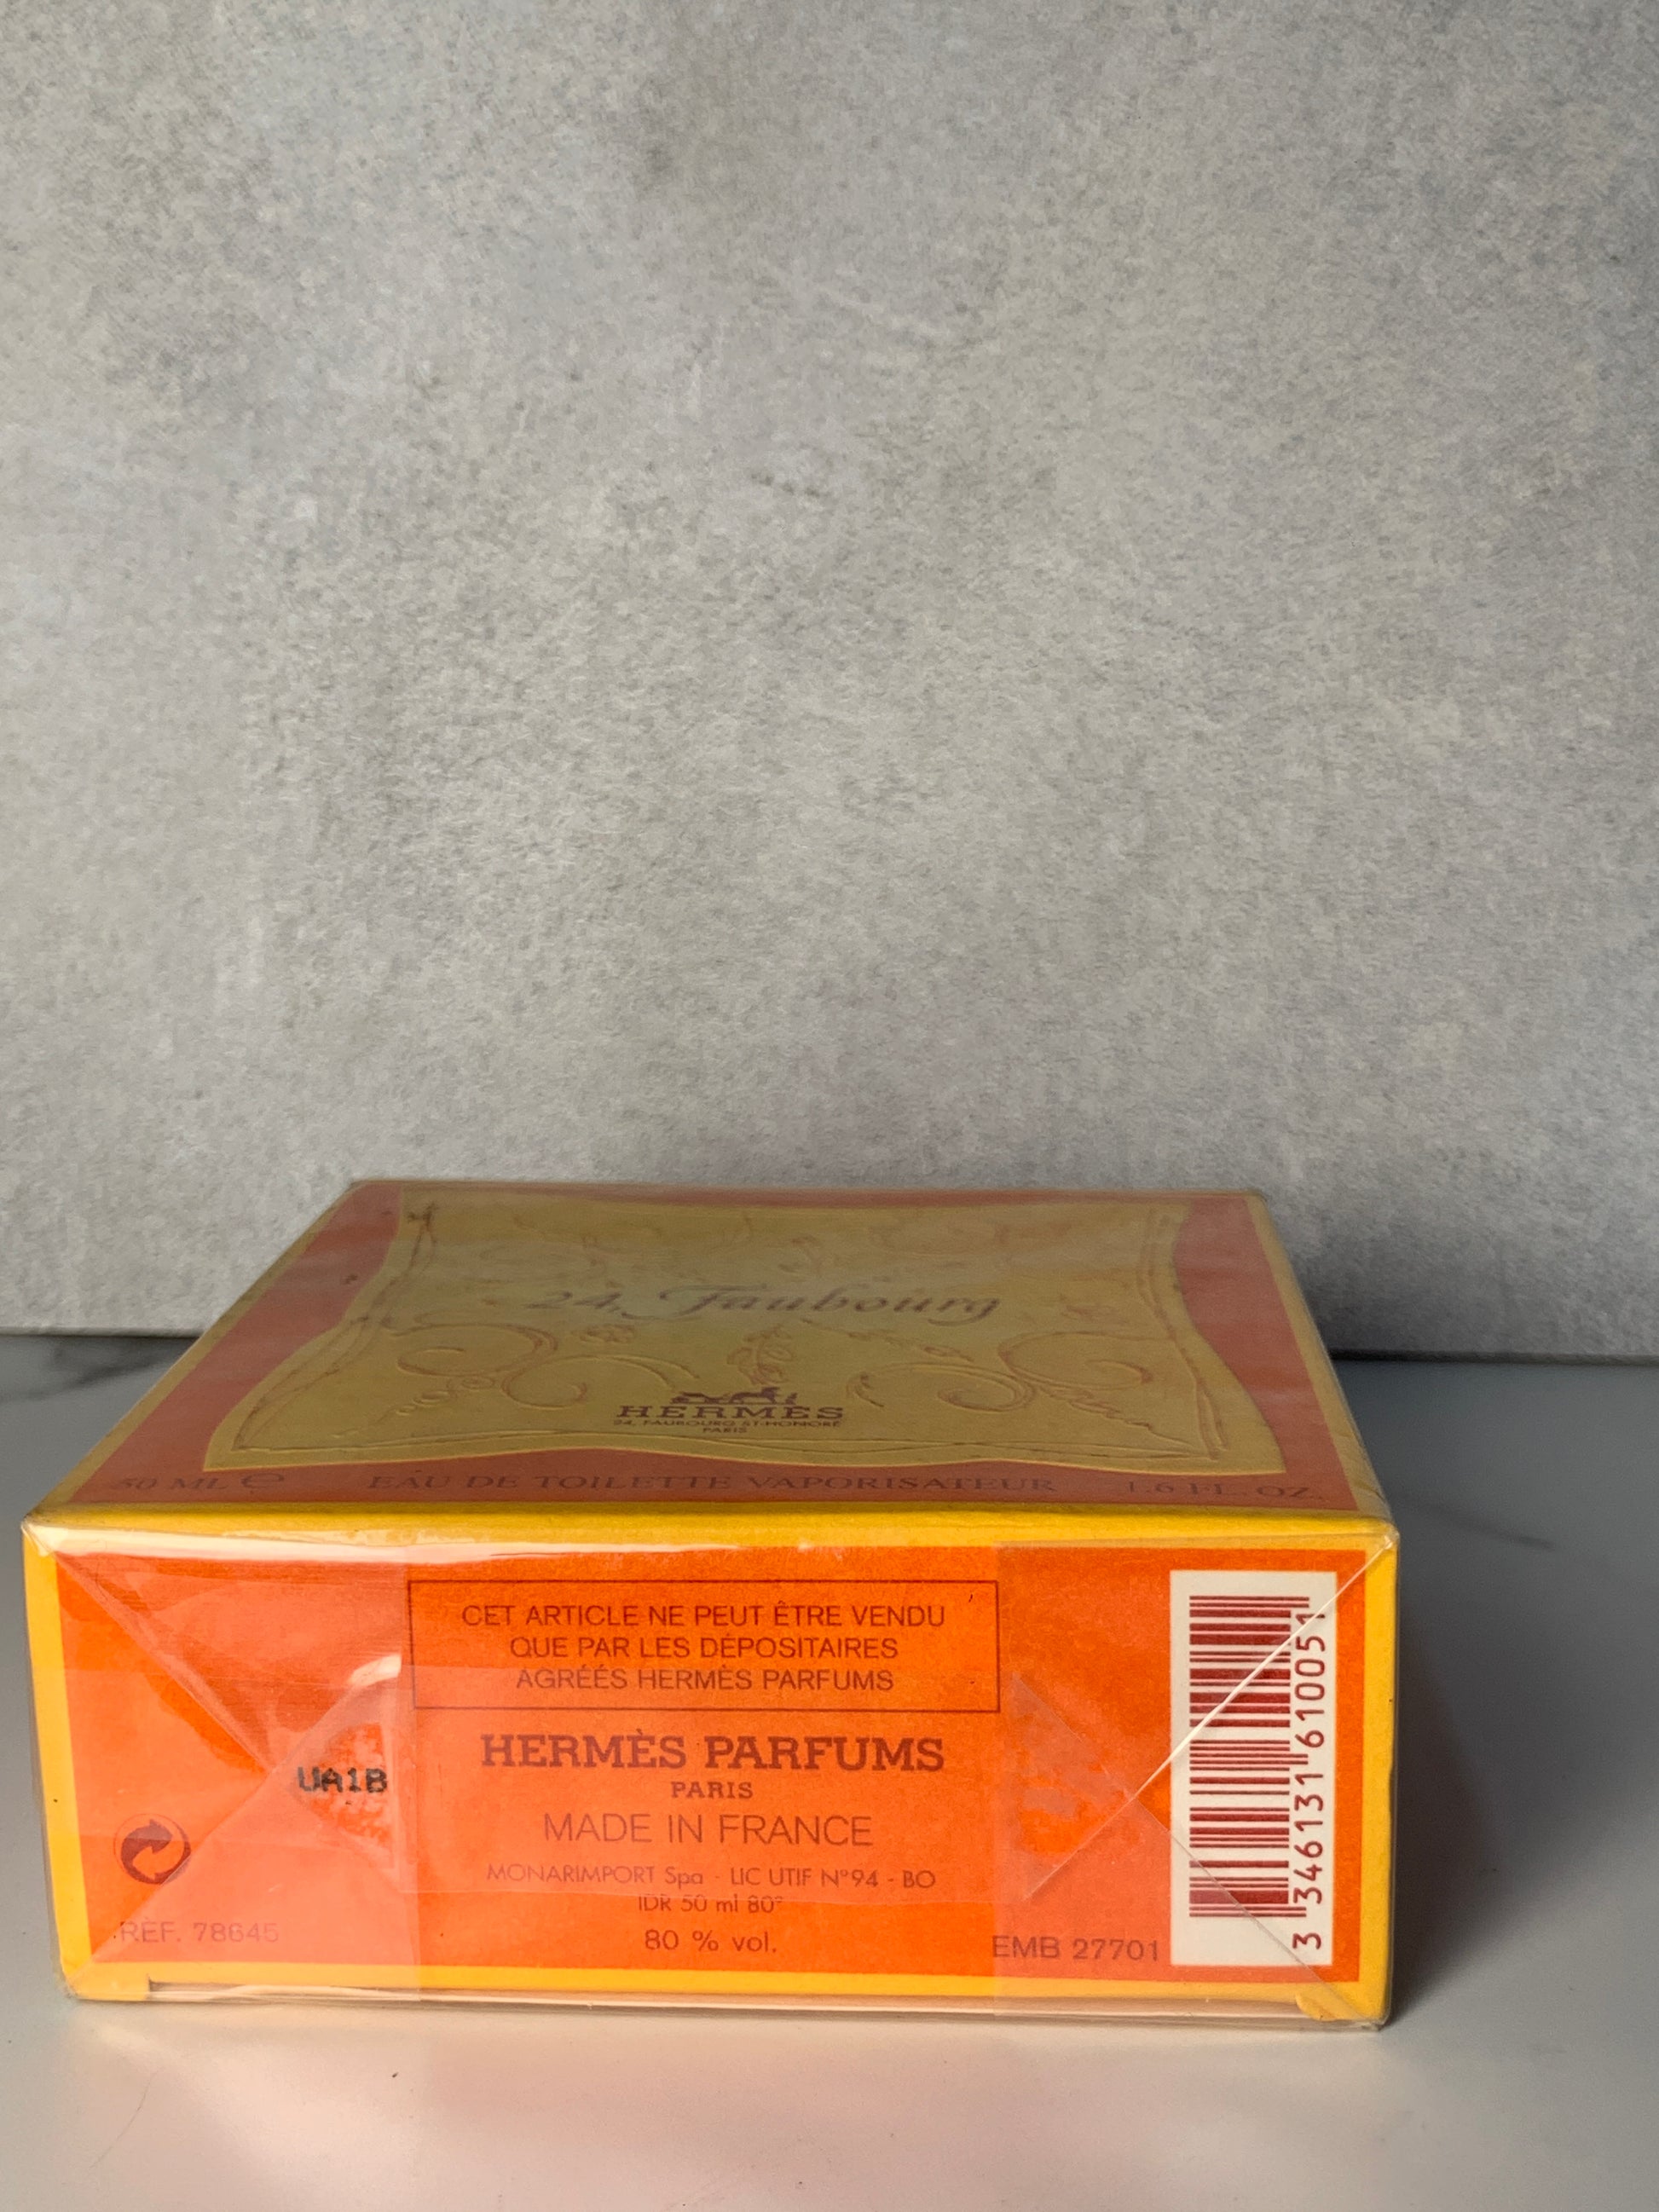 24, Faubourg
HERMÈS
24, FAUBOURG ST-HONORÉ
PARIS
50 ML ℮ EAU DE TOILETTE VAPORISATEUR 1.6 FL. OZ.
CET ARTICLE NE PEUT ÊTRE VENDU
QUE PAR LES DÉPOSITAIRES
AGRÉÉS HERMÈS PARFUMS
HERMÈS PARFUMS
PARIS
MADE IN FRANCE
MONARIMPORT Spa - LIC UTIF N°94 - BO
IDR 50 ml 80°
80 % vol.
UA1B
RÉF. 78645
EMB 27701
3 346131 610051